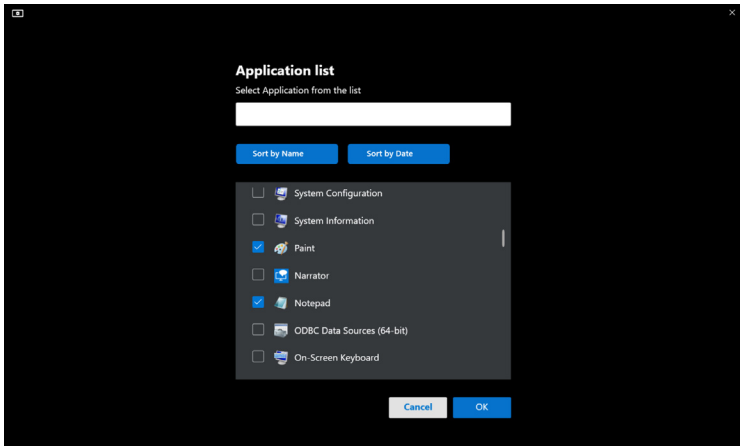 Application list
Select Application from the list
Sort by Name
Sort by Date
System Configuration
System Information
Paint
Narrator
Notepad
ODBC Data Sources (64-bit)
On-Screen Keyboard
Cancel
OK